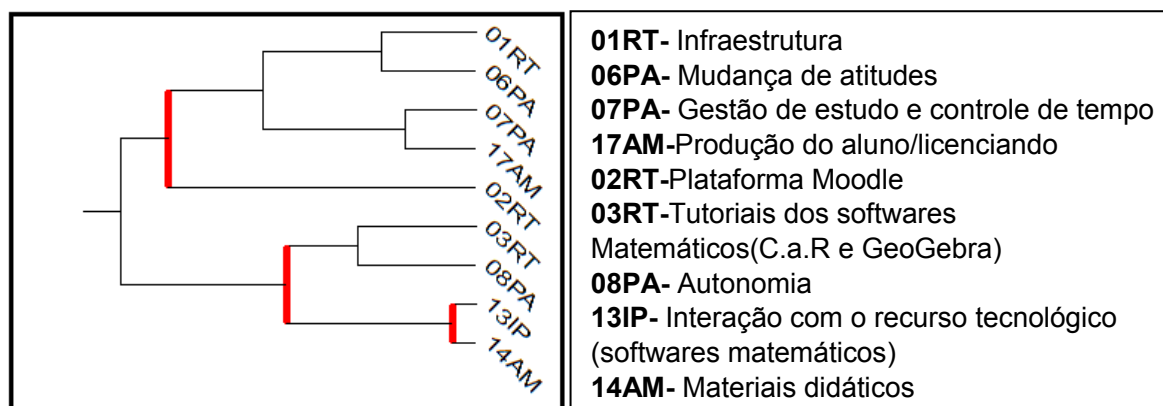 01RT
06PA
07PA
17AM
02RT
03RT
08PA
13IP
14AM
01RT- Infraestrutura
06PA- Mudança de atitudes
07PA- Gestão de estudo e controle de tempo
17AM-Produção do aluno/licenciando
02RT-Plataforma Moodle
03RT-Tutoriais dos softwares
Matemáticos(C.a.R e GeoGebra)
08PA- Autonomia
13IP- Interação com o recurso tecnológico
(softwares matemáticos)
14AM- Materiais didáticos